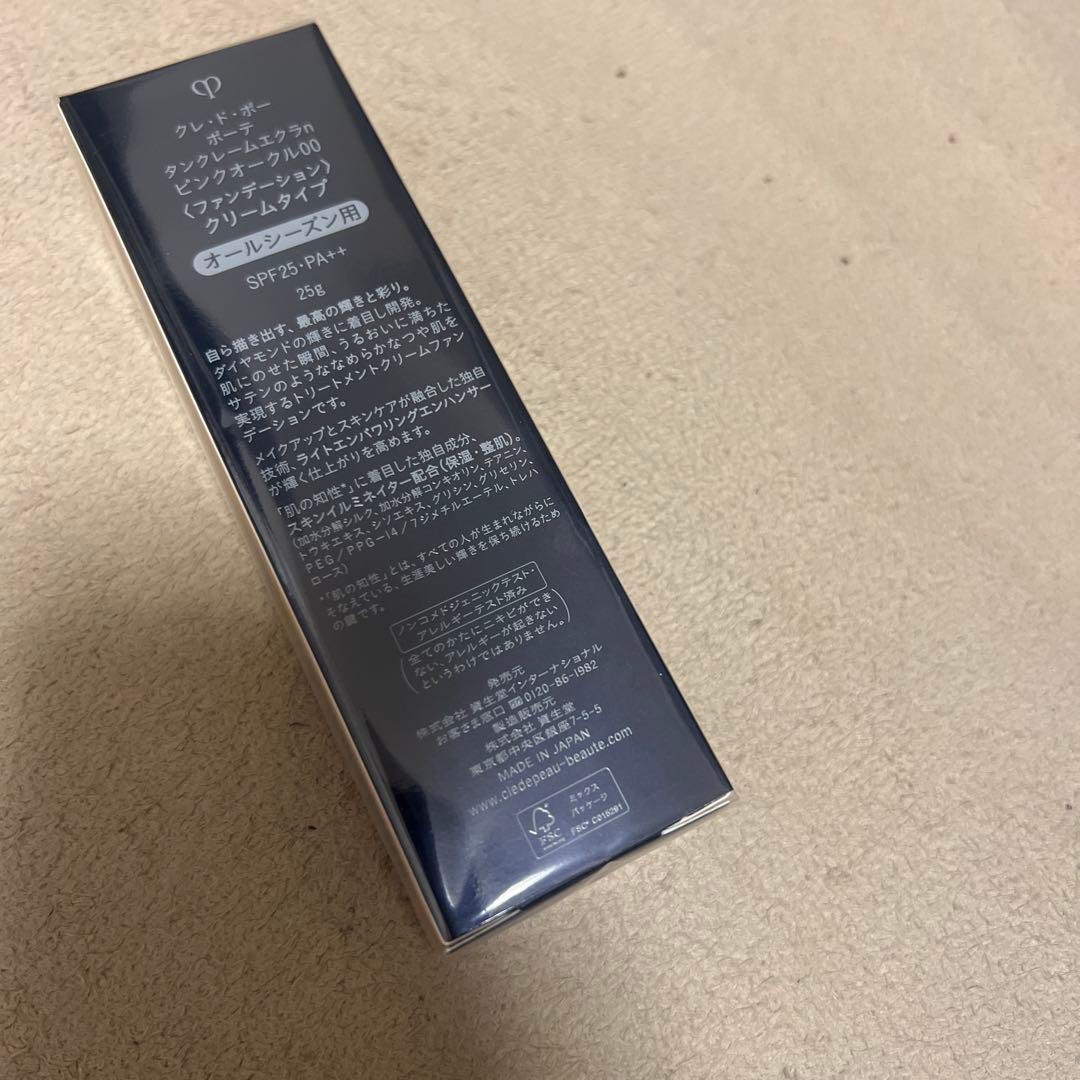 クレ・ド・ポー
ボーテ
タンクレームエクラn
ピンクオークル00
〈ファンデーション〉
クリームタイプ
オールシーズン用
SPF25・PA++
25g
自ら描き出す、最高の輝きと彩り。
ダイヤモンドの輝きに着目し開発。
肌にのせた瞬間、うるおいに満ちた
サテンのようななめらかなつや肌を
実現するトリートメントクリームファン
デーションです。
メイクアップとスキンケアが融合した独自
技術、ライトエンパワリングエンハンサー
が輝く仕上がりを高めます。
「肌の知性*」に着目した独自成分、
スキンイルミネイター配合(保湿・整肌)。
(加水分解シルク、加水分解コンキオリン、テアニン、
トウキエキス、シソエキス、グリシン、グリセリン、
PEG/PPG-14/7ジメチルエーテル、トレハ
ロース)
*「肌の知性」とは、すべての人が生まれながらに
そなえている、生涯美しい輝きを保ち続けるため
の鍵です。
ノンコメドジェニックテスト・
アレルギーテスト済み
(全てのかたにニキビができ
ない、アレルギーが起きない
というわけではありません。)
発売元
株式会社 資生堂インターナショナル
お客さま窓口 0120-86-1982
製造販売元
株式会社 資生堂
東京都中央区銀座7-5-5
MADE IN JAPAN
www.cledepeau-beaute.com
FSC
ミックス
パッケージ
FSC® C015291